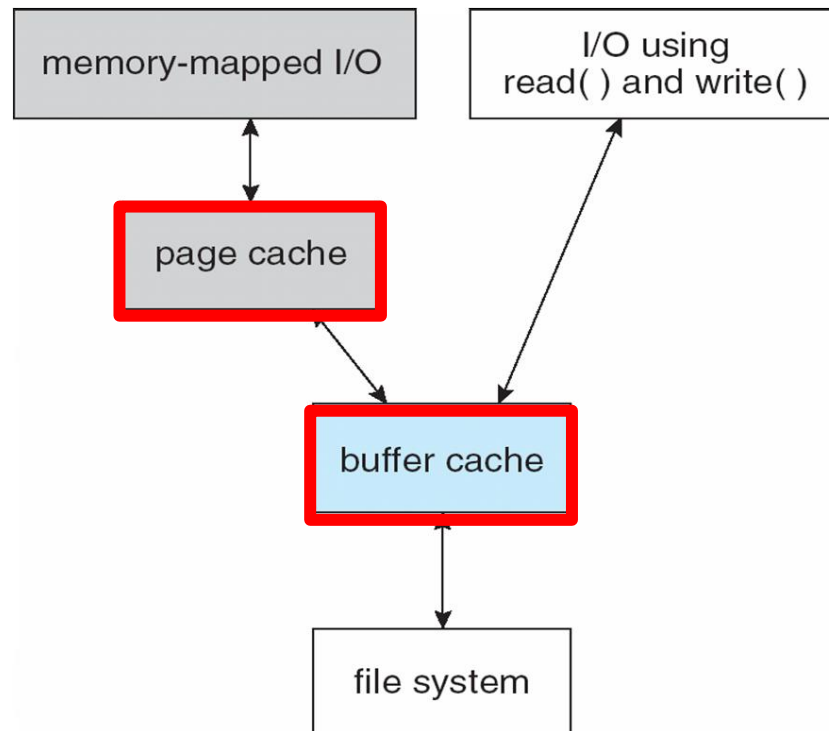 memory-mapped I/O
I/O using
read( ) and write( )
page cache
buffer cache
file system